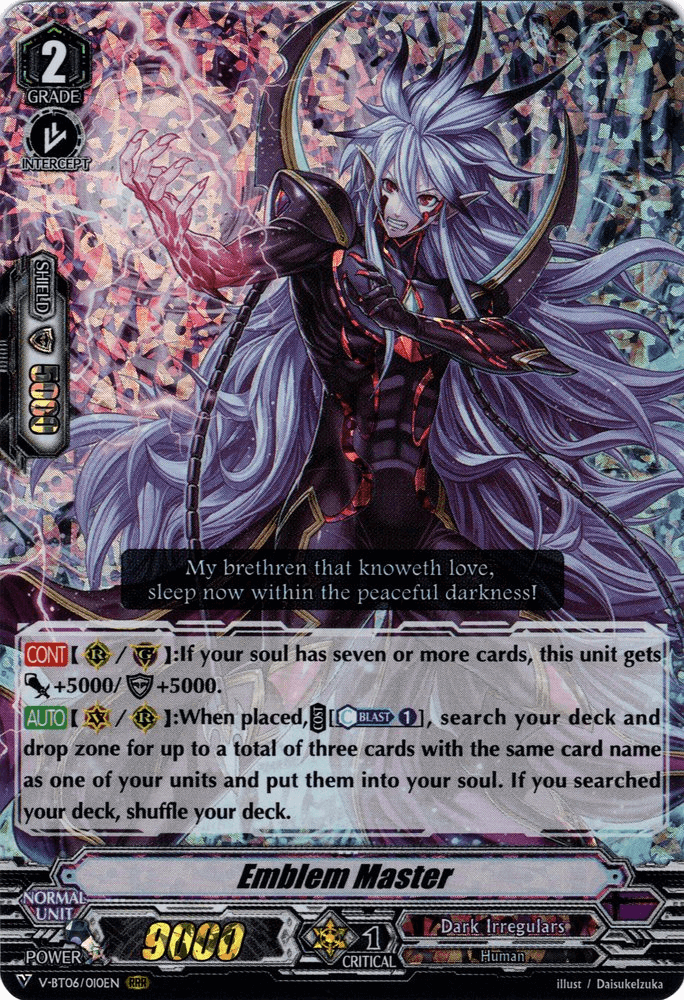 2
GRADE
INTERCEPT
SHIELD
5000
My brethren that knoweth love,
sleep now within the peaceful darkness!
CONT【 R / G 】:If your soul has seven or more cards, this unit gets
+5000/ +5000.
AUTO【 V / R 】:When placed, COST [C BLAST 1], search your deck and
drop zone for up to a total of three cards with the same card name
as one of your units and put them into your soul. If you searched
your deck, shuffle your deck.
Emblem Master
NORMAL
UNIT
POWER 9000
1
CRITICAL
Dark Irregulars
Human
V-BT06/010EN RRR
illust / DaisukeIzuka